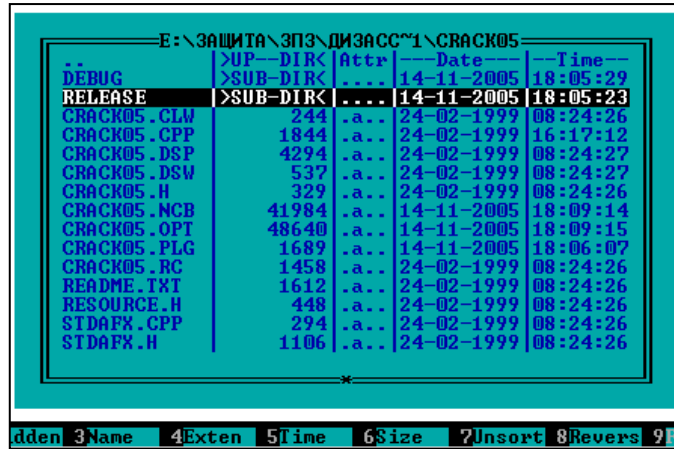 E:\ЗАЩИТА\ЗПЗ\ДИЗАСС~1\CRACK05
.. >UP--DIR< Attr ---Date--- --Time--
DEBUG >SUB-DIR< .... 14-11-2005 18:05:29
RELEASE >SUB-DIR< .... 14-11-2005 18:05:23
CRACK05.CLW 244 .a.. 24-02-1999 08:24:26
CRACK05.CPP 1844 .a.. 24-02-1999 16:17:12
CRACK05.DSP 4294 .a.. 24-02-1999 08:24:27
CRACK05.DSW 537 .a.. 24-02-1999 08:24:27
CRACK05.H 329 .a.. 24-02-1999 08:24:26
CRACK05.NCB 41984 .a.. 14-11-2005 18:09:14
CRACK05.OPT 48640 .a.. 14-11-2005 18:09:15
CRACK05.PLG 1689 .a.. 14-11-2005 18:06:07
CRACK05.RC 1458 .a.. 24-02-1999 08:24:26
README.TXT 1612 .a.. 24-02-1999 08:24:26
RESOURCE.H 448 .a.. 24-02-1999 08:24:26
STDAFX.CPP 294 .a.. 24-02-1999 08:24:26
STDAFX.H 1106 .a.. 24-02-1999 08:24:26
dden 3Name 4Exten 5Time 6Size 7Unsort 8Revers 9